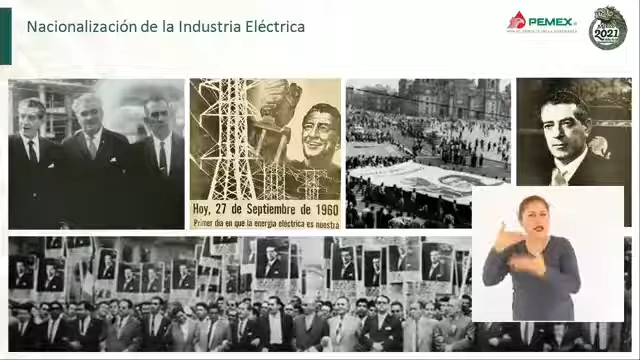 Nacionalización de la Industria Eléctrica
PEMEX
2021
Hoy, 27 de Septiembre de 1960
Primer día en que la energía eléctrica es nuestra